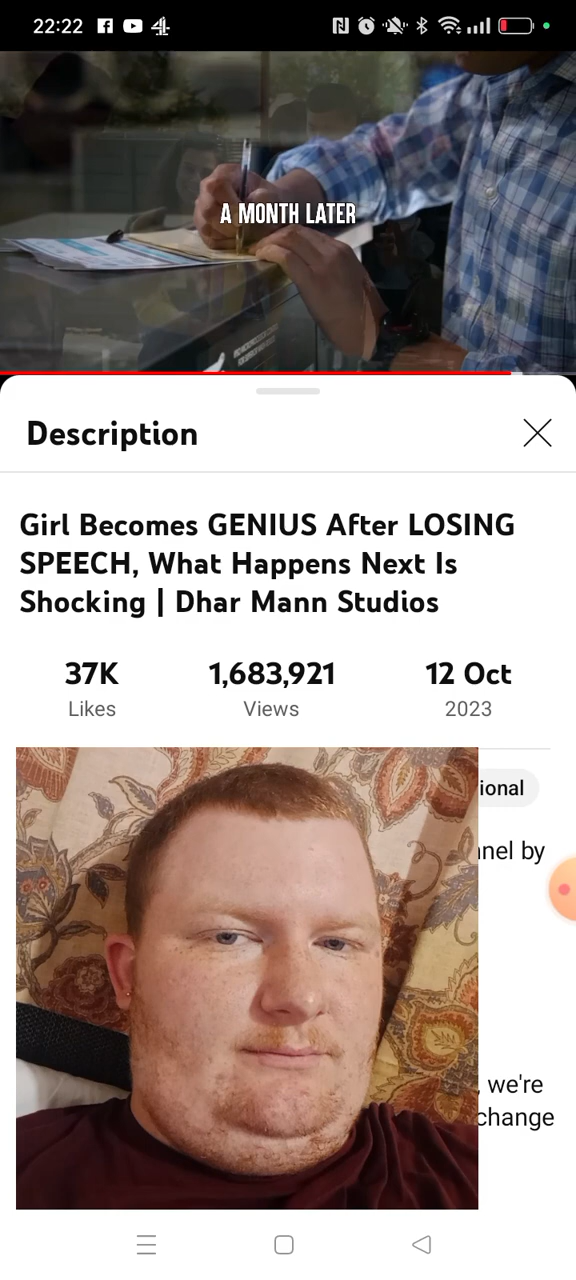 22:22
A MONTH LATER
Description
Girl Becomes GENIUS After LOSING
SPEECH, What Happens Next Is
Shocking | Dhar Mann Studios
37K
1,683,921
12 Oct
Likes
Views
2023
ional
nnel by
, we're
change